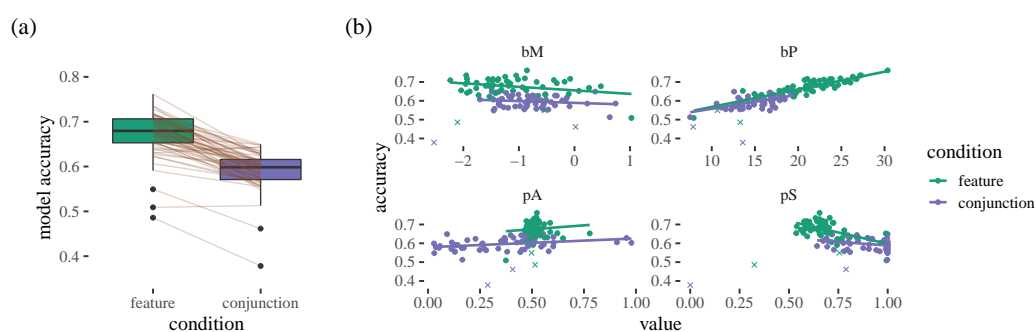 (a)
0.8
0.7
0.6
0.5
0.4
model accuracy
feature conjunction
condition
(b)
bM bP
0.7
0.6
0.5
0.4
−2 −1 0 1
10 15 20 25 30
pA pS
0.7
0.6
0.5
0.4
0.00 0.25 0.50 0.75 1.00
0.00 0.25 0.50 0.75 1.00
accuracy
value
condition
feature
conjunction